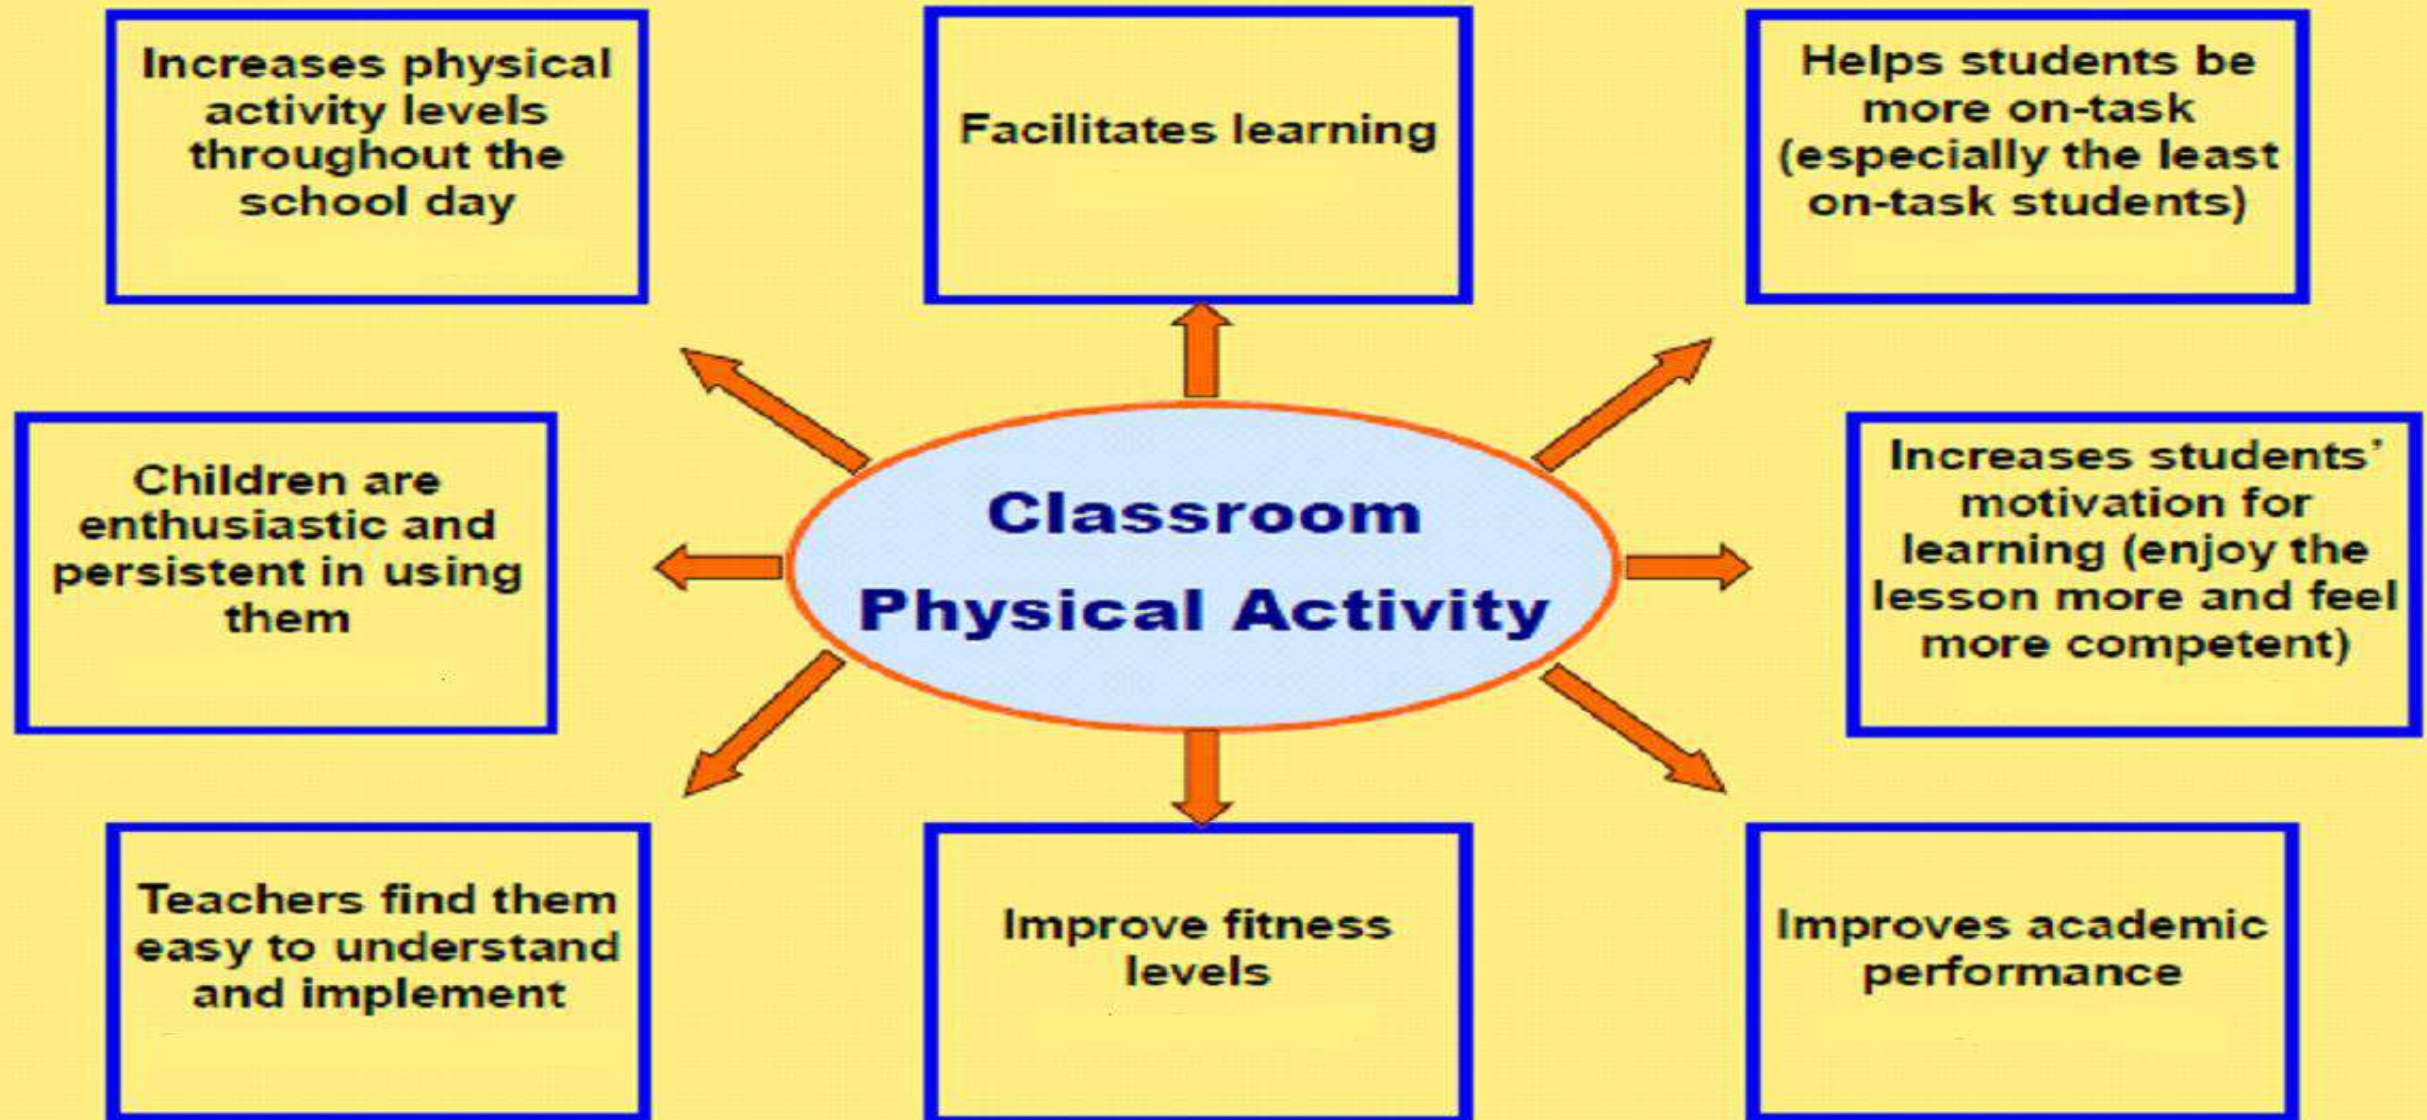 Increases physical
activity levels
throughout the
school day
Facilitates learning
Helps students be
more on-task
(especially the least
on-task students)
Children are
enthusiastic and
persistent in using
them
Classroom
Physical Activity
Increases students’
motivation for
learning (enjoy the
lesson more and feel
more competent)
Teachers find them
easy to understand
and implement
Improve fitness
levels
Improves academic
performance